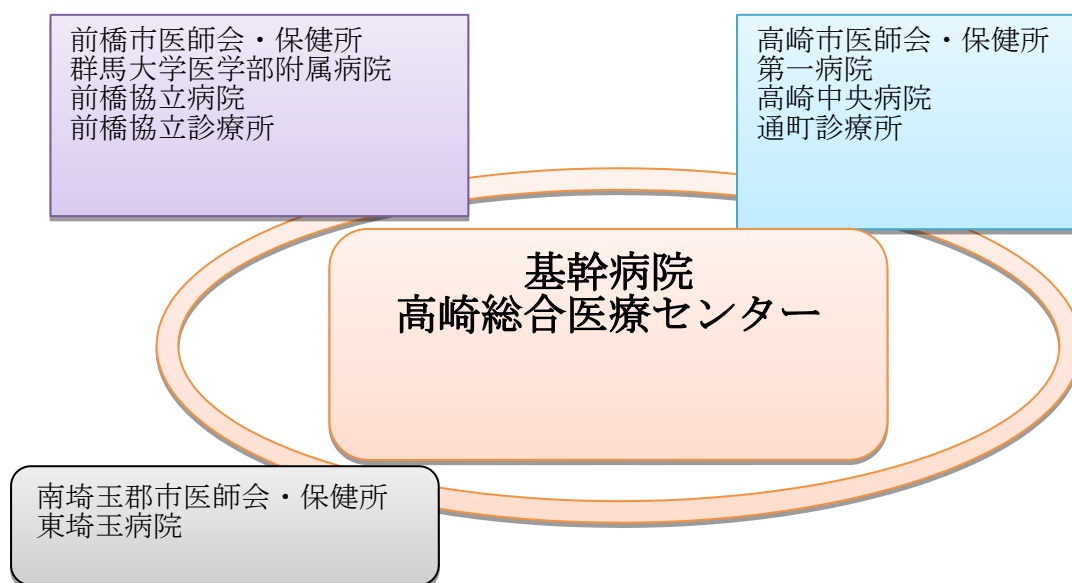 前橋市医師会・保健所
群馬大学医学部附属病院
前橋協立病院
前橋協立診療所
高崎市医師会・保健所
第一病院
高崎中央病院
通町診療所
基幹病院
高崎総合医療センター
南埼玉郡市医師会・保健所
東埼玉病院